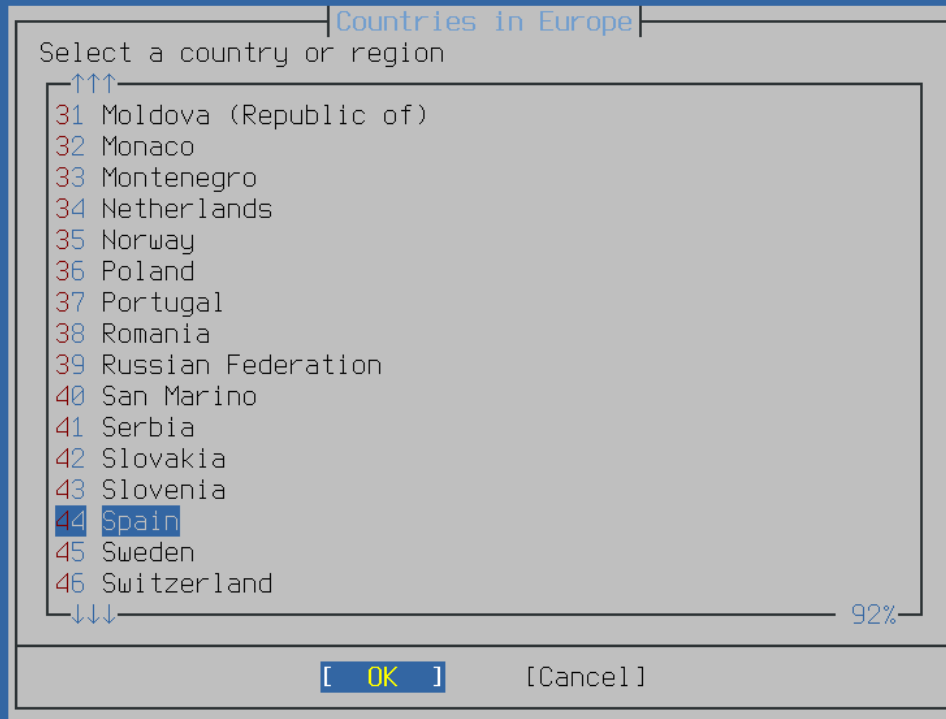 Countries in Europe
Select a country or region
↑↑↑
31 Moldova (Republic of)
32 Monaco
33 Montenegro
34 Netherlands
35 Norway
36 Poland
37 Portugal
38 Romania
39 Russian Federation
40 San Marino
41 Serbia
42 Slovakia
43 Slovenia
44 Spain
45 Sweden
46 Switzerland
↓↓↓ 92%
[ OK ] [Cancel]